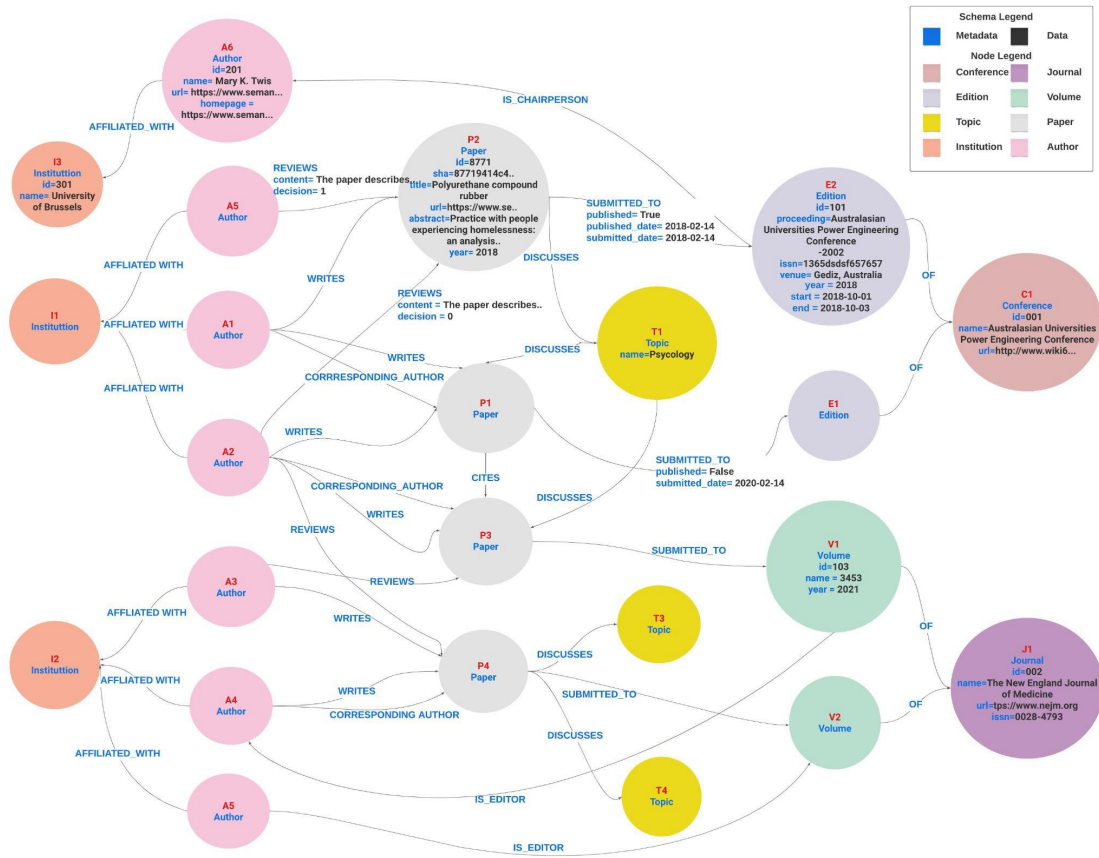 Schema Legend
Metadata
Data
Node Legend
Conference
Journal
Edition
Volume
Topic
Paper
Institution
Author
A6
Author
id=201
name= Mary K. Twis
url= https://www.seman...
homepage =
https://www.seman...
IS_CHAIRPERSON
AFFILIATED_WITH
I3
Instituttion
id=301
name= University
of Brussels
A5
Author
REVIEWS
content= The paper describes..
decision= 1
P2
Paper
id=8771
sha=87719414c4..
title=Polyurethane compound
rubber
url=https://www.se..
abstract=Practice with people
experiencing homelessness:
an analysis..
year= 2018
SUBMITTED_TO
published= True
published_date= 2018-02-14
submitted_date= 2018-02-14
E2
Edition
id=101
proceeding=Australasian
Universities Power Engineering
Conference
-2002
issn=1365dsdsf657657
venue= Gediz, Australia
year = 2018
start = 2018-10-01
end = 2018-10-03
OF
AFFILIATED WITH
WRITES
DISCUSSES
REVIEWS
content = The paper describes..
decision = 0
C1
Conference
id=001
name=Australasian Universities
Power Engineering Conference
url=http://www.wiki6...
I1
Instituttion
AFFILIATED WITH
A1
Author
T1
Topic
name=Psycology
DISCUSSES
WRITES
OF
AFFILIATED WITH
CORRRESPONDING_AUTHOR
P1
Paper
E1
Edition
A2
Author
WRITES
SUBMITTED_TO
published= False
submitted_date= 2020-02-14
CORRESPONDING_AUTHOR
CITES
DISCUSSES
WRITES
P3
Paper
REVIEWS
SUBMITTED_TO
V1
Volume
id=103
name = 3453
year = 2021
A3
Author
REVIEWS
AFFLIATED WITH
WRITES
T3
Topic
OF
I2
Instituttion
P4
Paper
DISCUSSES
J1
Journal
id=002
name=The New England Journal
of Medicine
url=tps://www.nejm.org
issn=0028-4793
AFFLIATED WITH
A4
Author
WRITES
SUBMITTED_TO
OF
CORRESPONDING AUTHOR
V2
Volume
AFFILIATED_WITH
DISCUSSES
A5
Author
IS_EDITOR
T4
Topic
IS_EDITOR